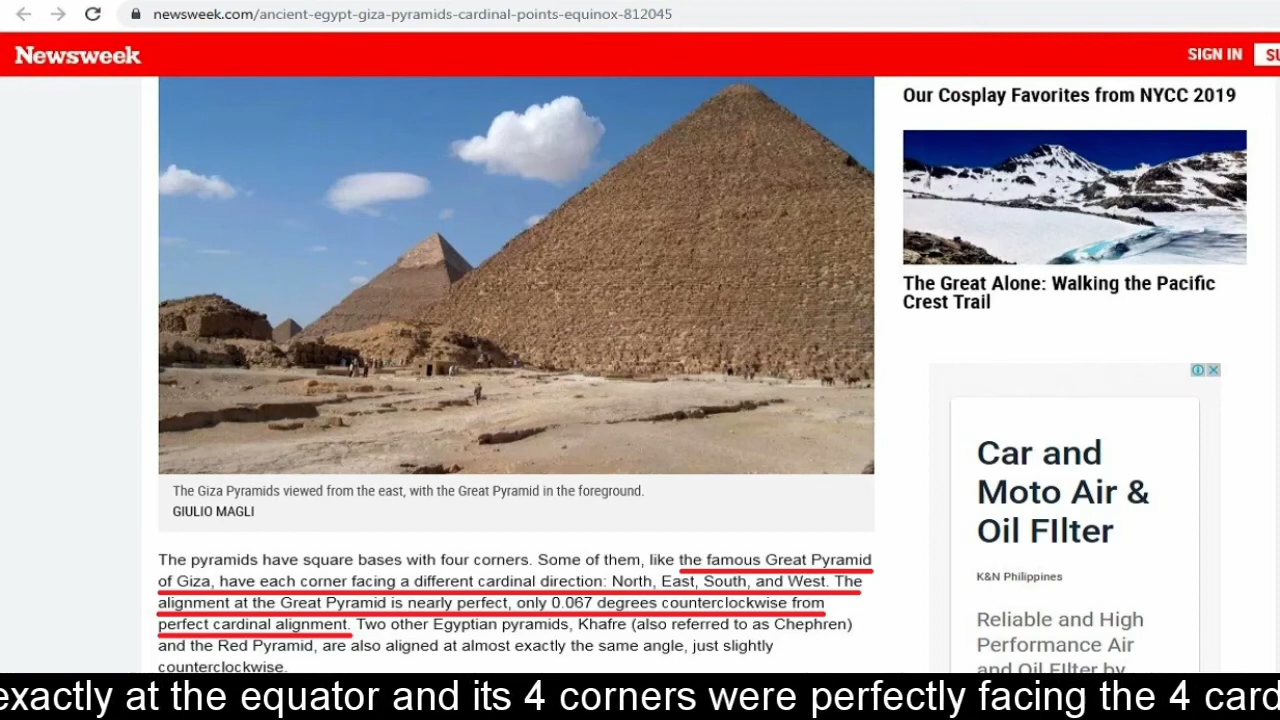 newsweek.com/ancient-egypt-giza-pyramids-cardinal-points-equinox-812045
Newsweek
SIGN IN
SU
Our Cosplay Favorites from NYCC 2019
The Great Alone: Walking the Pacific
Crest Trail
The Giza Pyramids viewed from the east, with the Great Pyramid in the foreground.
GIULIO MAGLI
The pyramids have square bases with four corners. Some of them, like the famous Great Pyramid
of Giza, have each corner facing a different cardinal direction: North, East, South, and West. The
alignment at the Great Pyramid is nearly perfect, only 0.067 degrees counterclockwise from
perfect cardinal alignment. Two other Egyptian pyramids, Khafre (also referred to as Chephren)
and the Red Pyramid, are also aligned at almost exactly the same angle, just slightly
counterclockwise.
Car and
Moto Air &
Oil FIlter
K&N Philippines
Reliable and High
Performance Air
and Oil FIlter by
exactly at the equator and its 4 corners were perfectly facing the 4 card